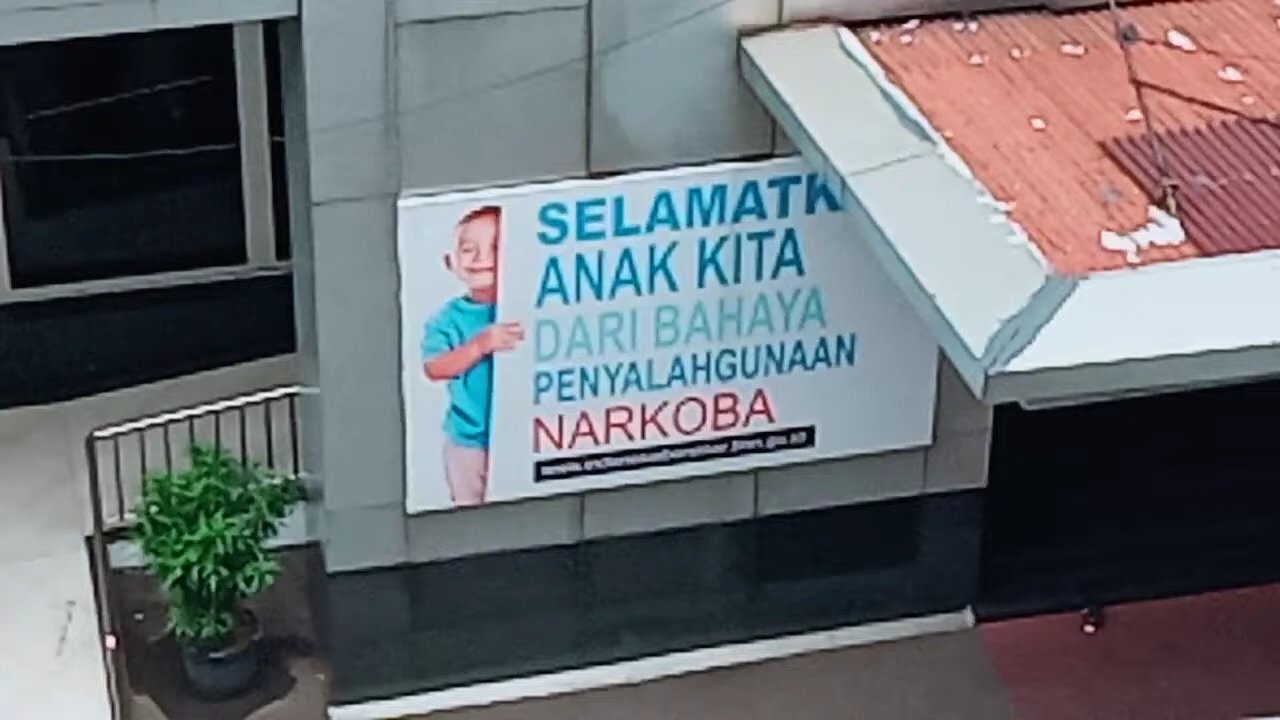 SELAMATK
ANAK KITA
DARI BAHAYA
PENYALAHGUNAAN
NARKOBA